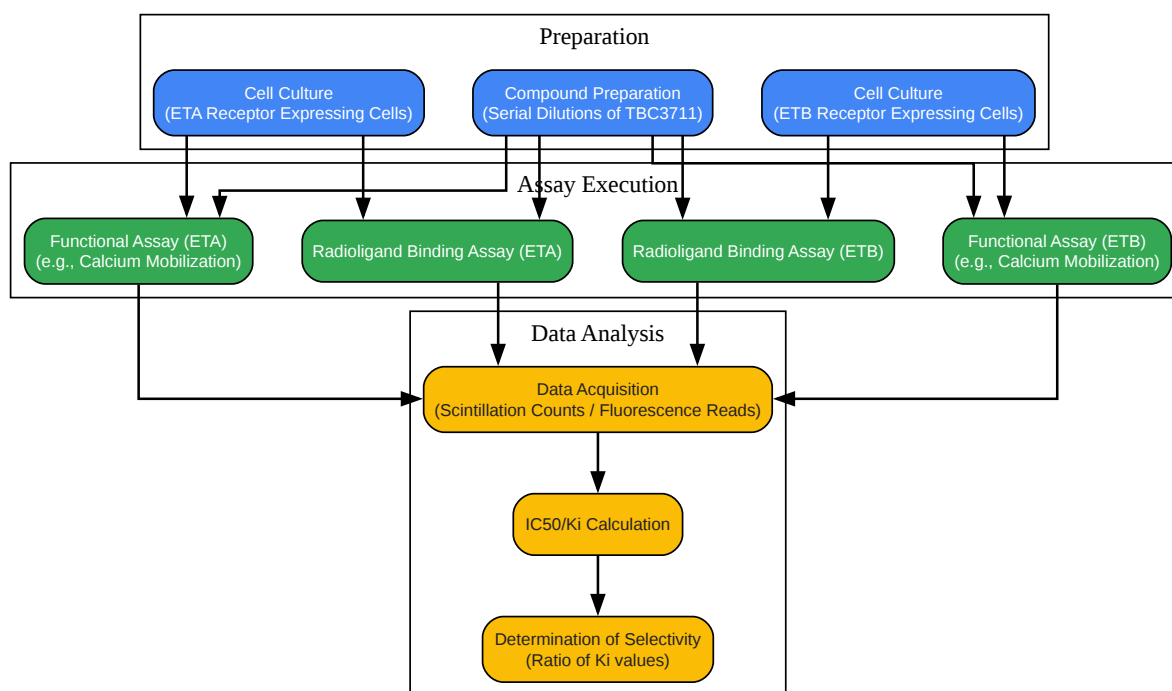 Preparation
Cell Culture
(ETA Receptor Expressing Cells)
Compound Preparation
(Serial Dilutions of TBC3711)
Cell Culture
(ETB Receptor Expressing Cells)
Assay Execution
Functional Assay (ETA)
(e.g., Calcium Mobilization)
Radioligand Binding Assay (ETA)
Radioligand Binding Assay (ETB)
Functional Assay (ETB)
(e.g., Calcium Mobilization)
Data Analysis
Data Acquisition
(Scintillation Counts / Fluorescence Reads)
IC50/Ki Calculation
Determination of Selectivity
(Ratio of Ki values)